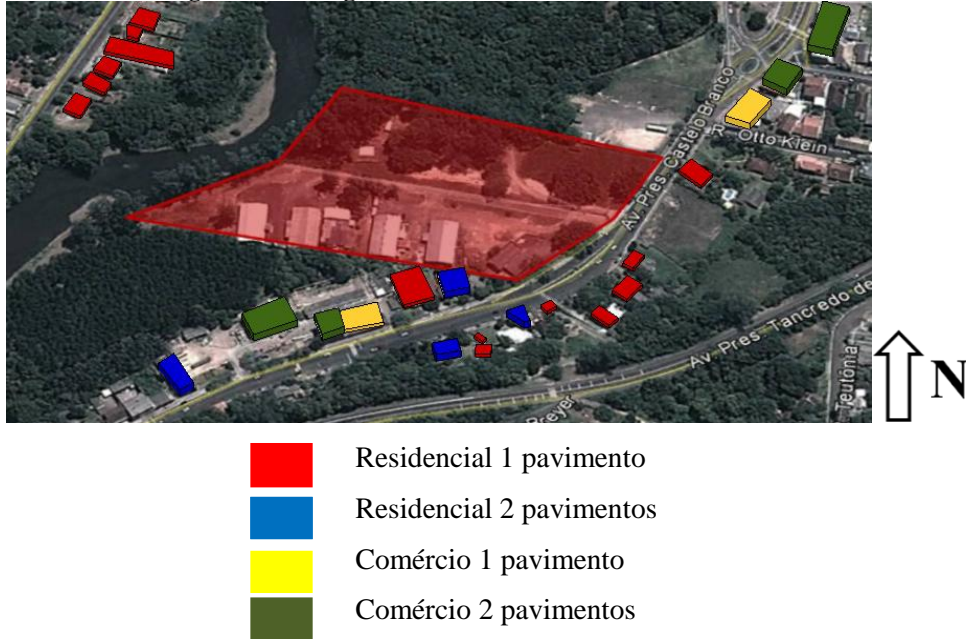 Av. Pres. Castelo Branco
R. Otto Klein
Av. Pres. Tancredo de
Teutônia
N
Residencial 1 pavimento
Residencial 2 pavimentos
Comércio 1 pavimento
Comércio 2 pavimentos